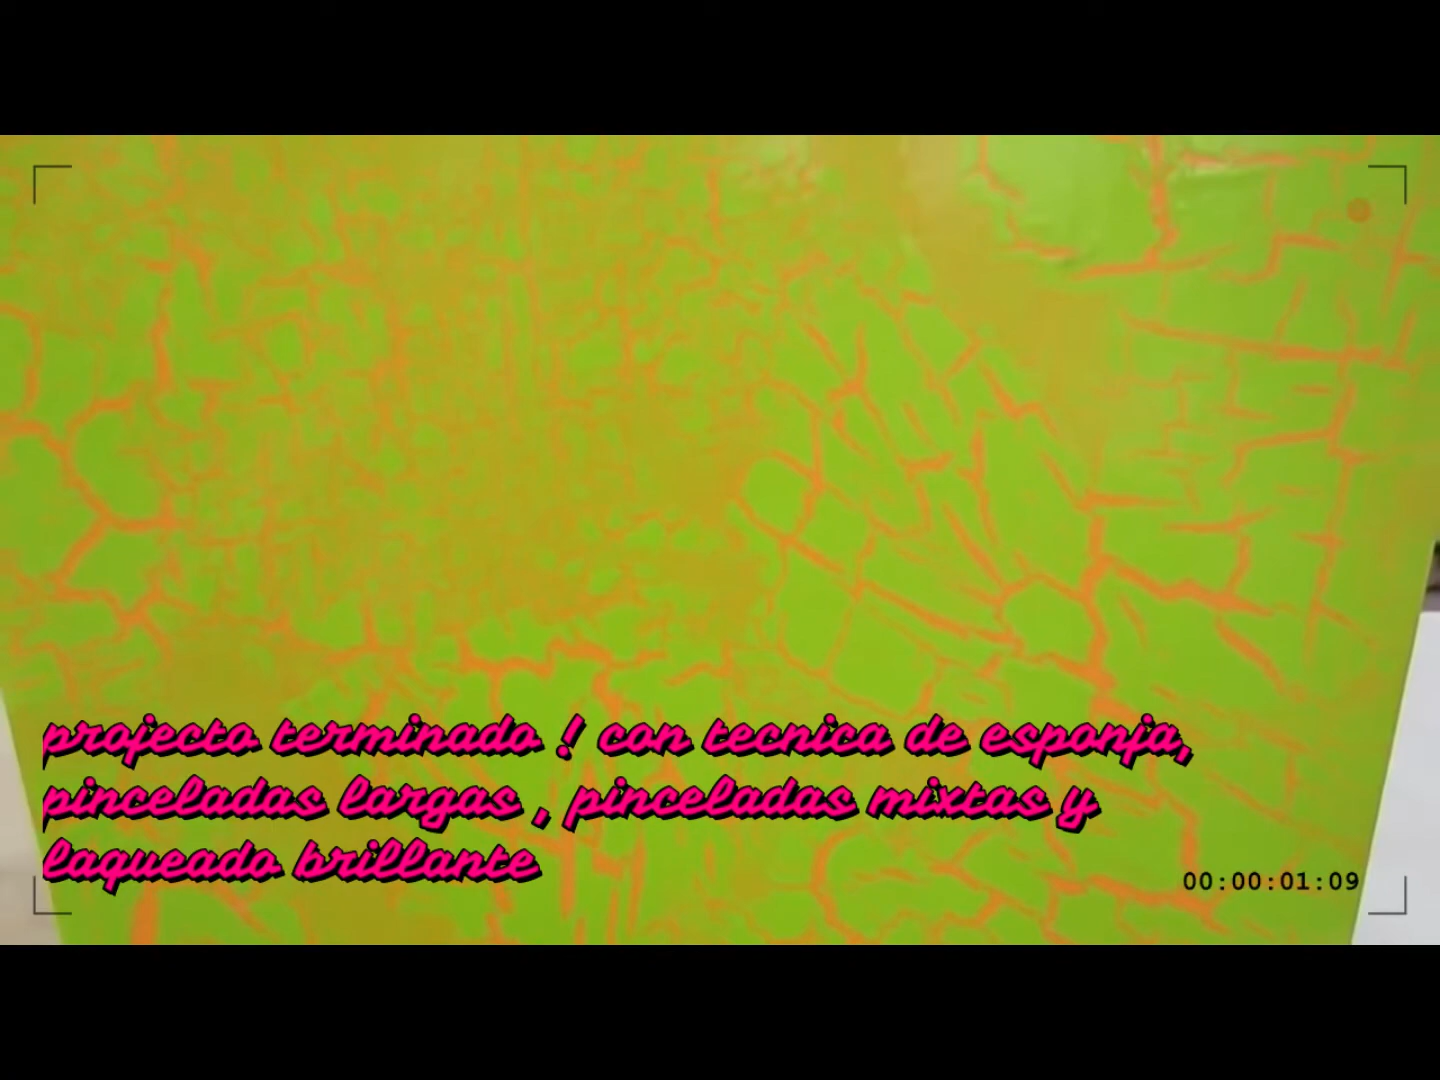 projecto terminado ! con tecnica de esponja,
pinceladas largas , pinceladas mixtas y
laqueado brillante
00:00:01:09